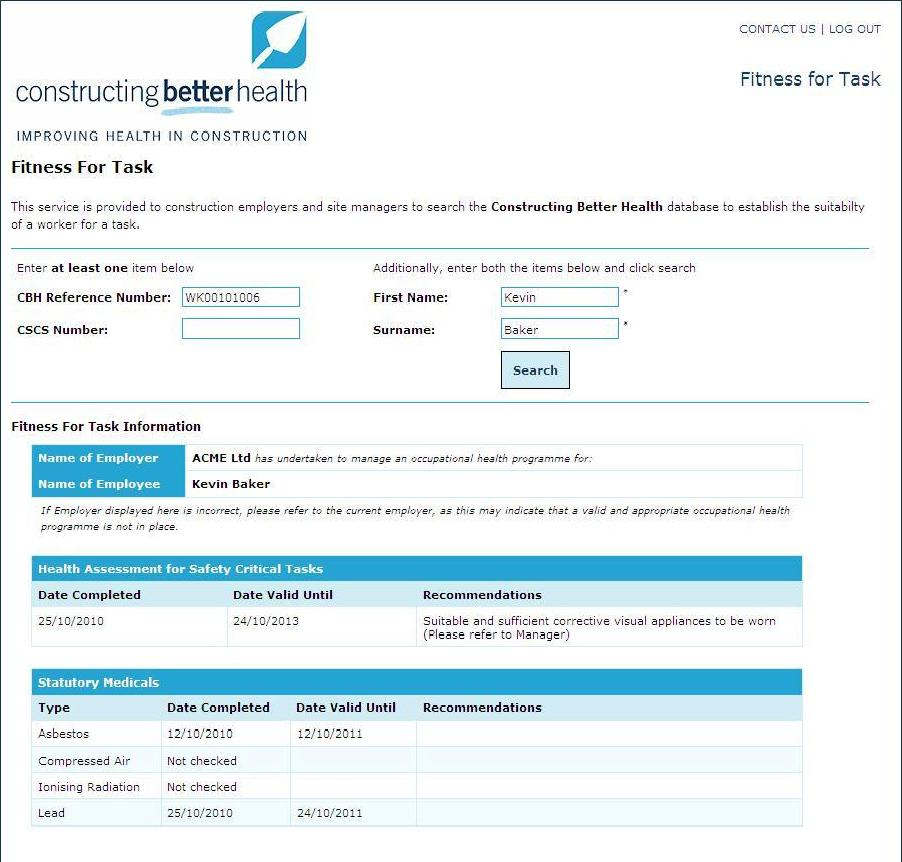 CONTACT US | LOG OUT
Fitness for Task
constructing better health
IMPROVING HEALTH IN CONSTRUCTION
Fitness For Task
This service is provided to construction employers and site managers to search the Constructing Better Health database to establish the suitabilty
of a worker for a task.
Enter at least one item below
Additionally, enter both the items below and click search
CBH Reference Number: WK00101006
First Name: Kevin *
CSCS Number:
Surname: Baker *
Search
Fitness For Task Information
Name of Employer ACME Ltd has undertaken to manage an occupational health programme for:
Name of Employee Kevin Baker
If Employer displayed here is incorrect, please refer to the current employer, as this may indicate that a valid and appropriate occupational health
programme is not in place.
Health Assessment for Safety Critical Tasks
Date Completed Date Valid Until Recommendations
25/10/2010 24/10/2013 Suitable and sufficient corrective visual appliances to be worn
(Please refer to Manager)
Statutory Medicals
Type Date Completed Date Valid Until Recommendations
Asbestos 12/10/2010 12/10/2011
Compressed Air Not checked
Ionising Radiation Not checked
Lead 25/10/2010 24/10/2011